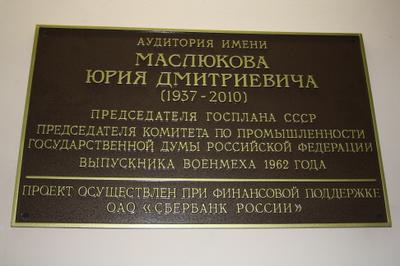 АУДИТОРИЯ ИМЕНИ
МАСЛЮКОВА
ЮРИЯ ДМИТРИЕВИЧА
(1937-2010)
ПРЕДСЕДАТЕЛЯ ГОСПЛАНА СССР
ПРЕДСЕДАТЕЛЯ КОМИТЕТА ПО ПРОМЫШЛЕННОСТИ
ГОСУДАРСТВЕННОЙ ДУМЫ РОССИЙСКОЙ ФЕДЕРАЦИИ
ВЫПУСКНИКА ВОЕНМЕХА 1962 ГОДА
ПРОЕКТ ОСУЩЕСТВЛЕН ПРИ ФИНАНСОВОЙ ПОДДЕРЖКЕ
ОАО «СБЕРБАНК РОССИИ»